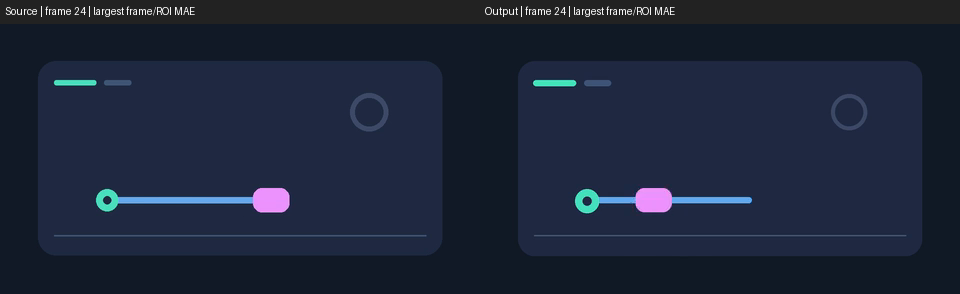 Source | frame 24 | largest frame/ROI MAE
Output | frame 24 | largest frame/ROI MAE